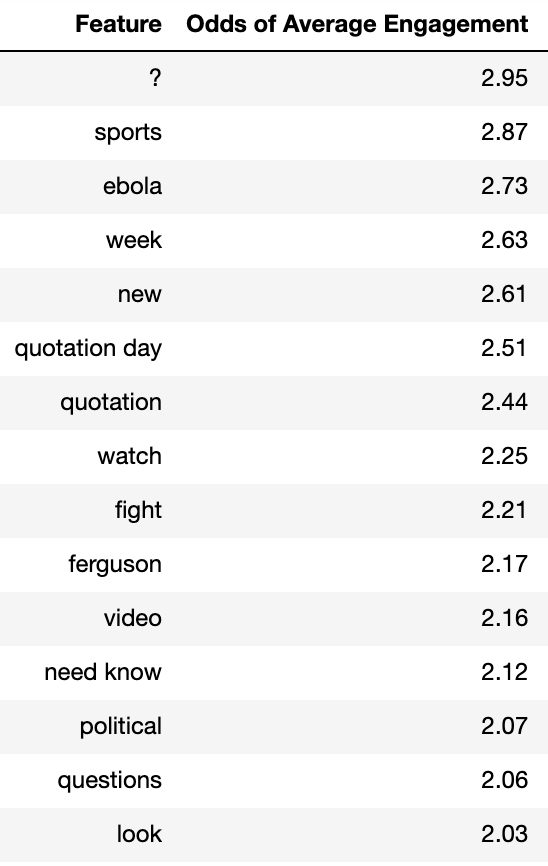 Feature Odds of Average Engagement
? 2.95
sports 2.87
ebola 2.73
week 2.63
new 2.61
quotation day 2.51
quotation 2.44
watch 2.25
fight 2.21
ferguson 2.17
video 2.16
need know 2.12
political 2.07
questions 2.06
look 2.03